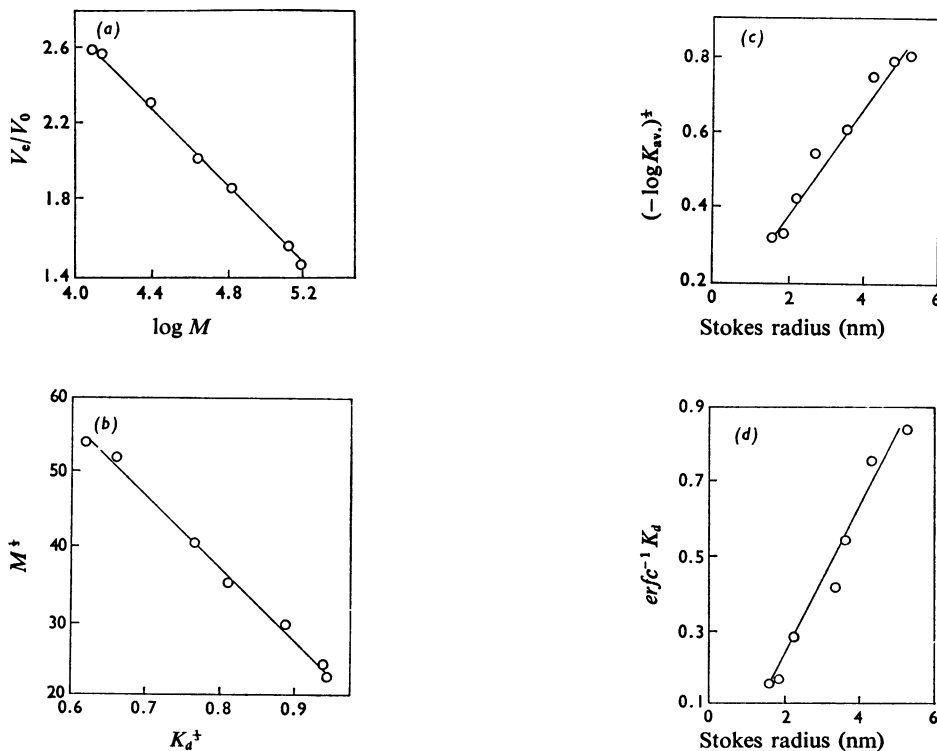 (a)
2.6
2.2
1.8
1.4
4.0 4.4 4.8 5.2
V_e/V_0
log M
(c)
0.8
0.6
0.4
0.2
0 2 4 6
(−log K_av.)^½
Stokes radius (nm)
(b)
60
50
40
30
20
0.6 0.7 0.8 0.9
M^⅓
K_d^⅓
(d)
0.9
0.7
0.5
0.3
0.1
0 2 4 6
erfc⁻¹ K_d
Stokes radius (nm)